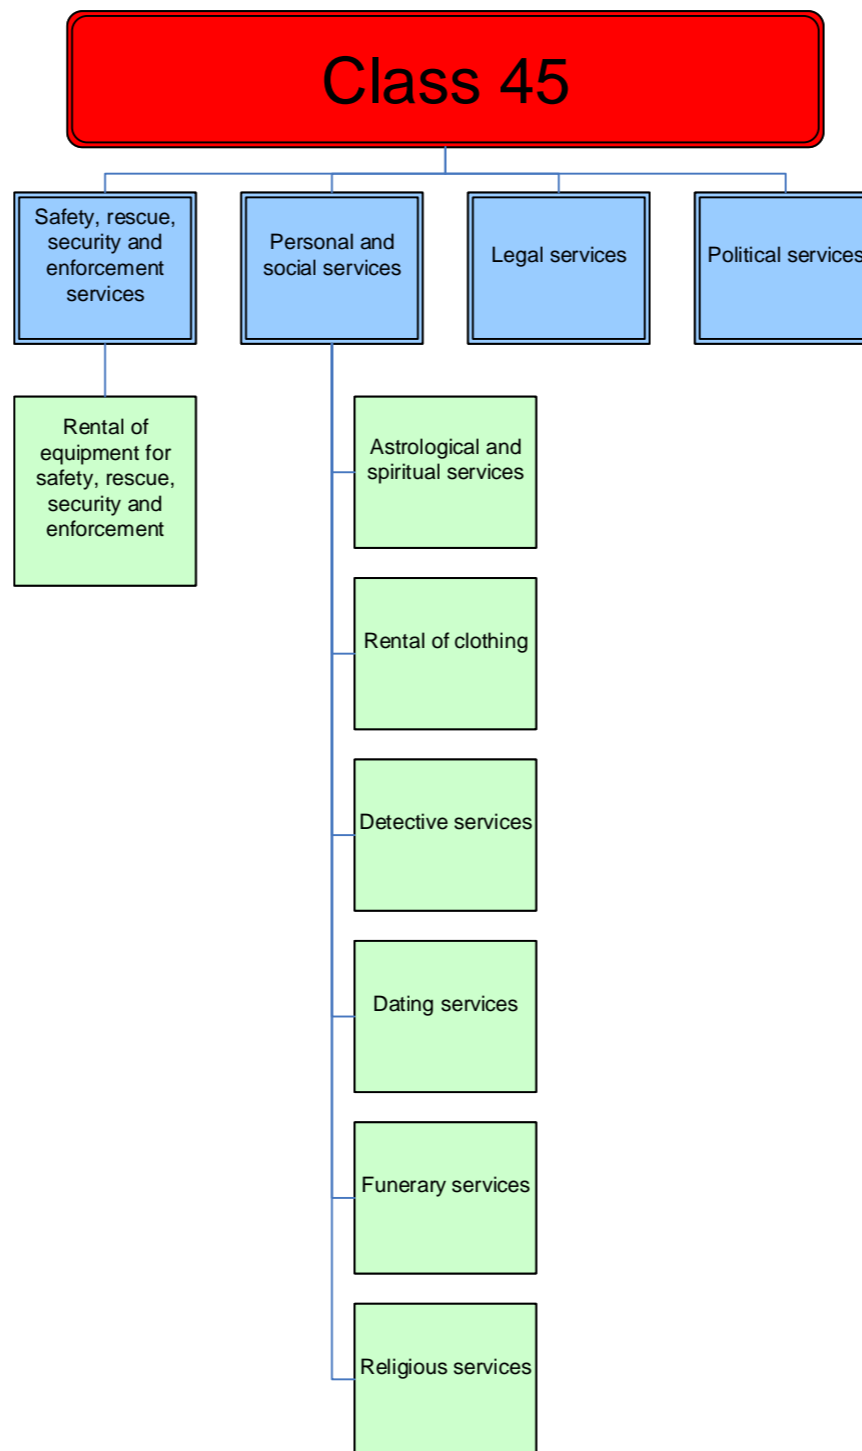 Class 45
Safety, rescue,
security and
enforcement
services
Personal and
social services
Legal services
Political services
Rental of
equipment for
safety, rescue,
security and
enforcement
Astrological and
spiritual services
Rental of clothing
Detective services
Dating services
Funerary services
Religious services